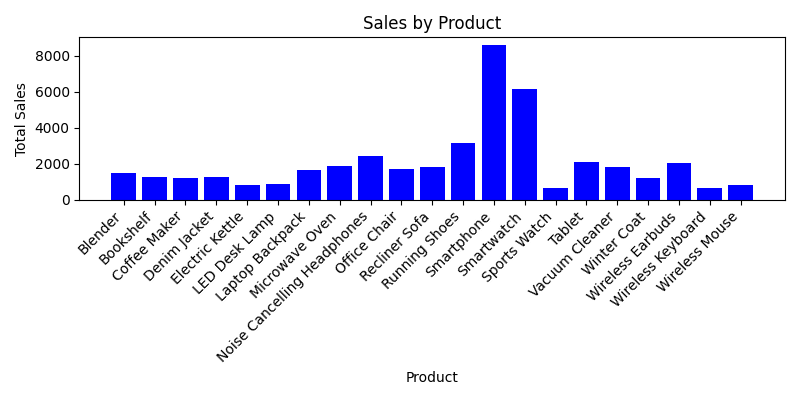 Sales by Product
Total Sales
8000
6000
4000
2000
0
Blender
Bookshelf
Coffee Maker
Denim Jacket
Electric Kettle
LED Desk Lamp
Laptop Backpack
Microwave Oven
Noise Cancelling Headphones
Office Chair
Recliner Sofa
Running Shoes
Smartphone
Smartwatch
Sports Watch
Tablet
Vacuum Cleaner
Winter Coat
Wireless Earbuds
Wireless Keyboard
Wireless Mouse
Product